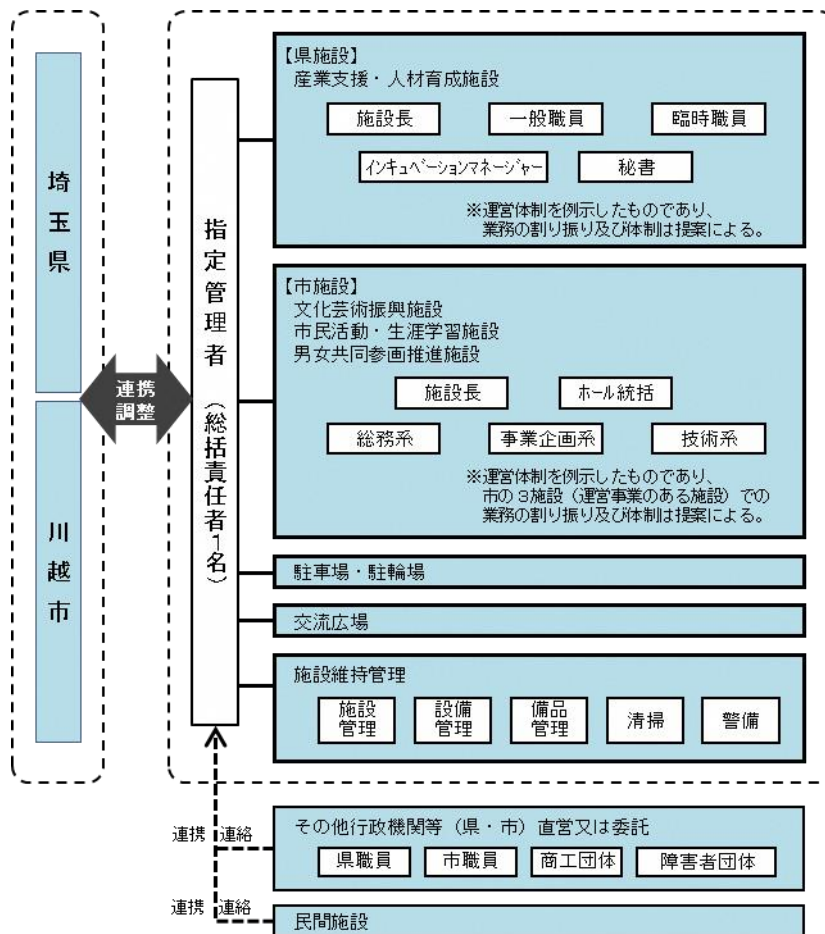 埼玉県
川越市
連携
調整
指定管理者（総括責任者1名）
【県施設】
産業支援・人材育成施設
施設長
一般職員
臨時職員
インキュベーションマネージャー
秘書
※運営体制を例示したものであり、
業務の割り振り及び体制は提案による。
【市施設】
文化芸術振興施設
市民活動・生涯学習施設
男女共同参画推進施設
施設長
ホール統括
総務系
事業企画系
技術系
※運営体制を例示したものであり、
市の3施設（運営事業のある施設）での
業務の割り振り及び体制は提案による。
駐車場・駐輪場
交流広場
施設維持管理
施設
管理
設備
管理
備品
管理
清掃
警備
連携 連絡
その他行政機関等（県・市）直営又は委託
県職員
市職員
商工団体
障害者団体
連携 連絡
民間施設